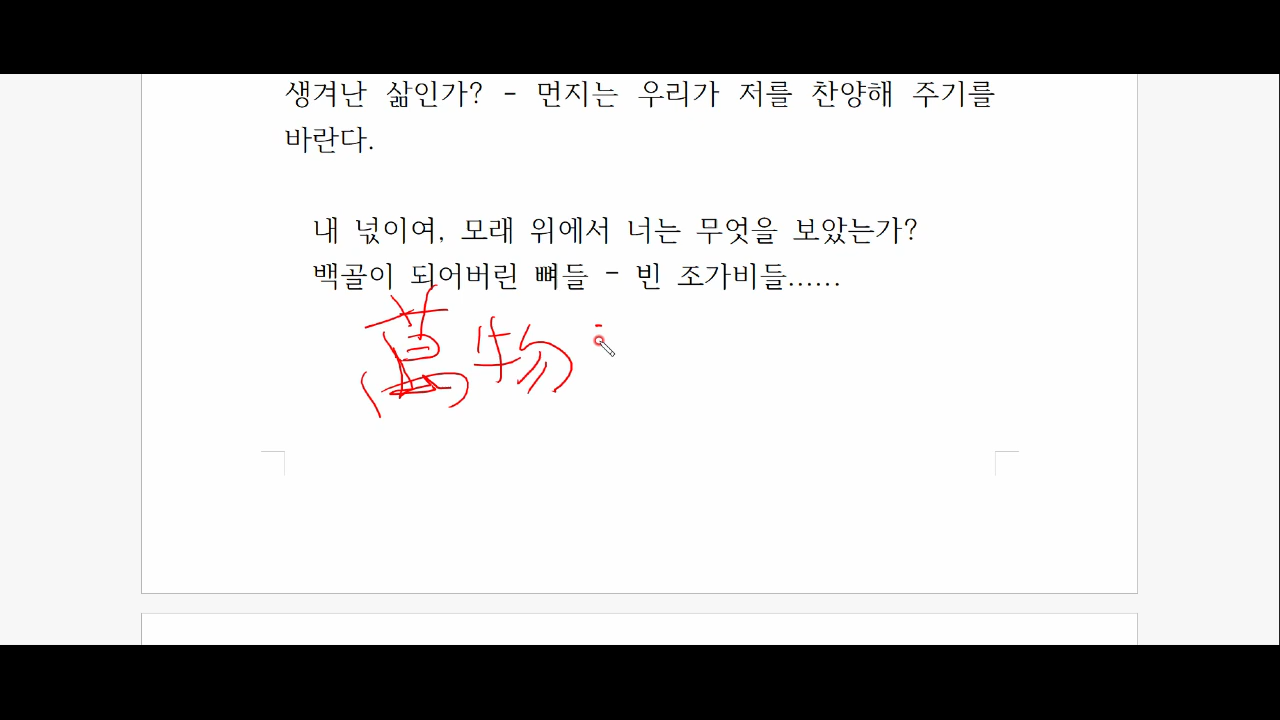 생겨난 삶인가? - 먼지는 우리가 저를 찬양해 주기를
바란다.
내 넋이여, 모래 위에서 너는 무엇을 보았는가?
백골이 되어버린 뼈들 - 빈 조가비들……
萬物